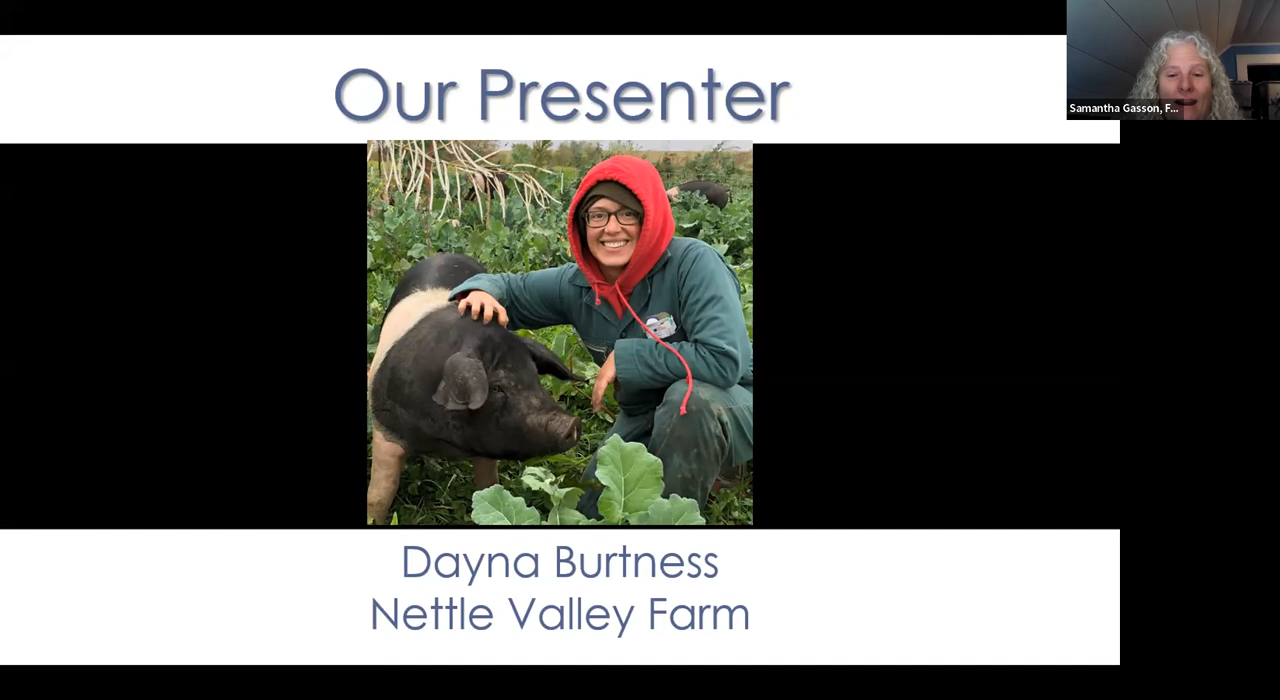 Our Presenter
Samantha Gasson, F...
Dayna Burtness
Nettle Valley Farm